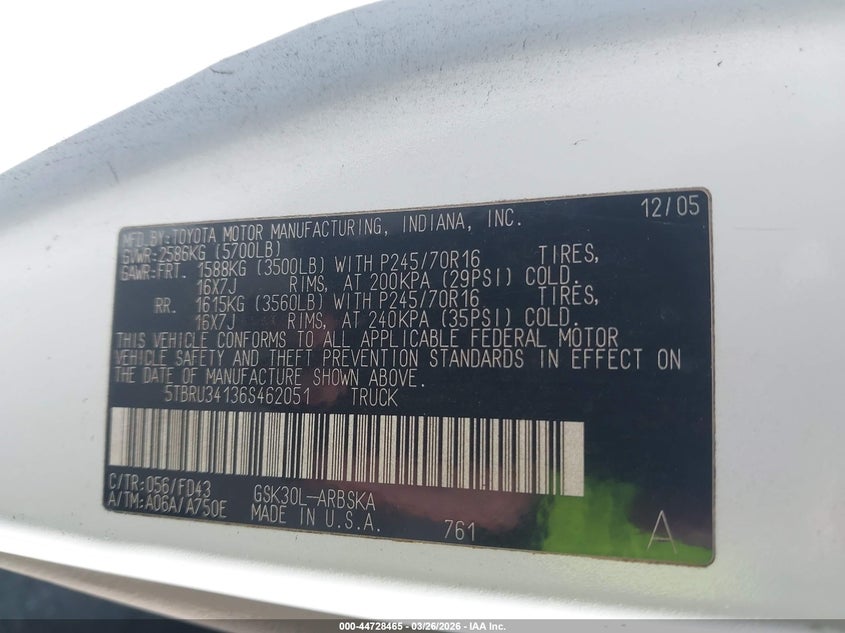 12/05
MFD.BY:TOYOTA MOTOR MANUFACTURING, INDIANA, INC.
GVWR:2586KG (5700LB)
GAWR:FRT. 1588KG (3500LB) WITH P245/70R16 TIRES,
16X7J RIMS, AT 200KPA (29PSI) COLD.
RR. 1615KG (3560LB) WITH P245/70R16 TIRES,
16X7J RIMS, AT 240KPA (35PSI) COLD.
THIS VEHICLE CONFORMS TO ALL APPLICABLE FEDERAL MOTOR
VEHICLE SAFETY AND THEFT PREVENTION STANDARDS IN EFFECT ON
THE DATE OF MANUFACTURE SHOWN ABOVE.
5TBRU34136S462051 TRUCK
C/TR:056/FD43 GSK30L-ARBSKA
A/TM:A06A/A750E MADE IN U.S.A. 761 A
000-44728465 - 03/26/2026 - IAA Inc.